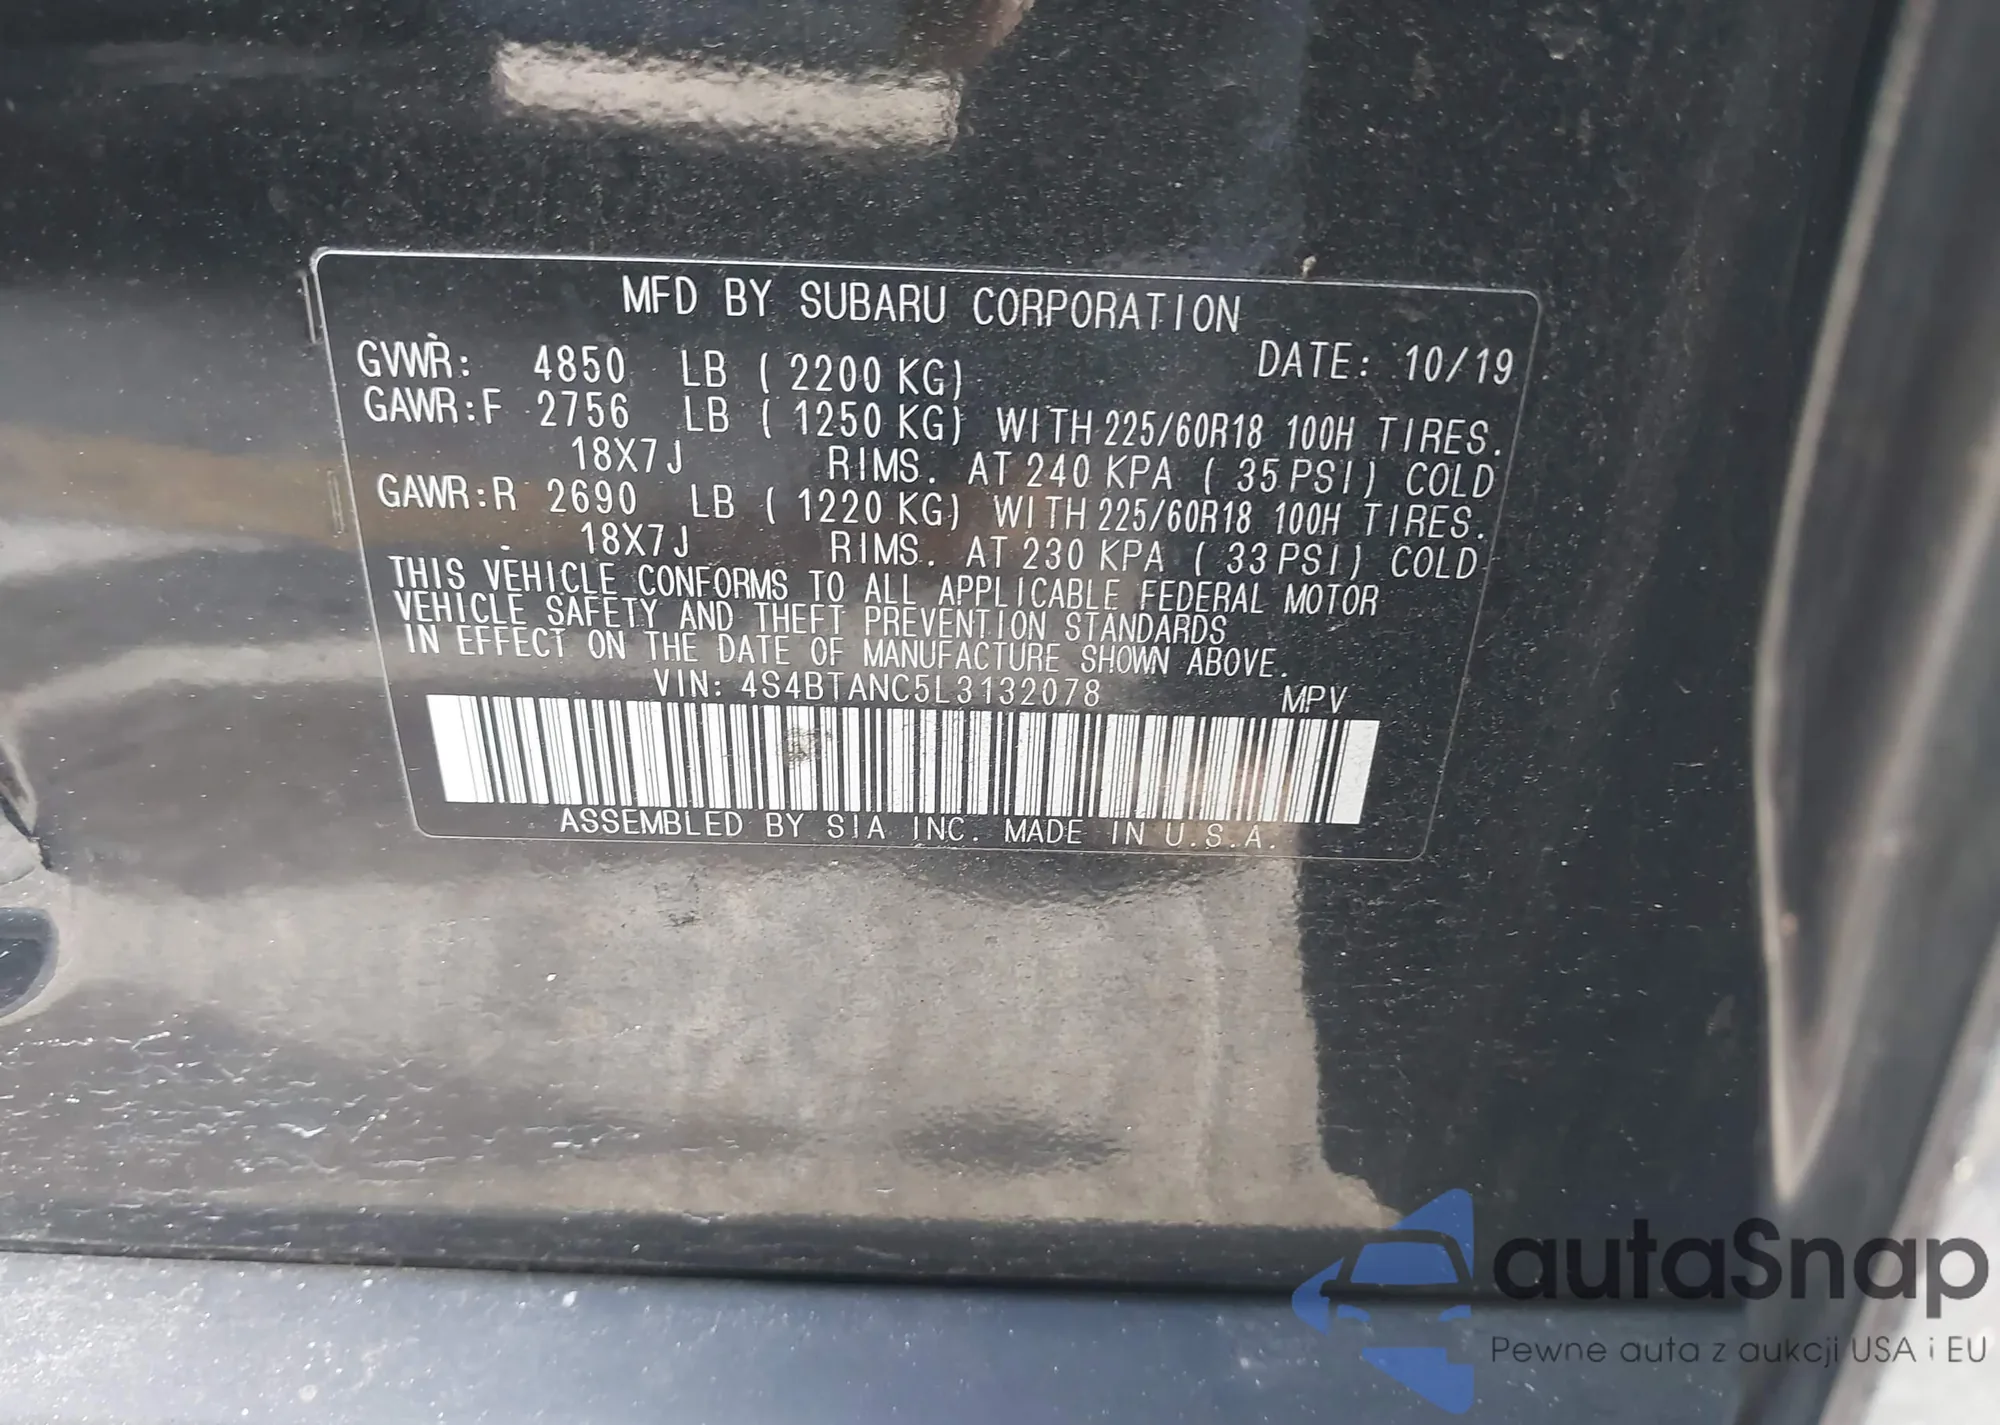 MFD BY SUBARU CORPORATION
GVWR: 4850 LB ( 2200 KG) DATE: 10/19
GAWR:F 2756 LB ( 1250 KG) WITH 225/60R18 100H TIRES.
18X7J RIMS. AT 240 KPA ( 35 PSI) COLD
GAWR:R 2690 LB ( 1220 KG) WITH 225/60R18 100H TIRES.
18X7J RIMS. AT 230 KPA ( 33 PSI) COLD
THIS VEHICLE CONFORMS TO ALL APPLICABLE FEDERAL MOTOR
VEHICLE SAFETY AND THEFT PREVENTION STANDARDS
IN EFFECT ON THE DATE OF MANUFACTURE SHOWN ABOVE.
VIN: 4S4BTANC5L3132078 MPV
ASSEMBLED BY SIA INC. MADE IN U.S.A.
autaSnap
Pewne auta z aukcji USA i EU